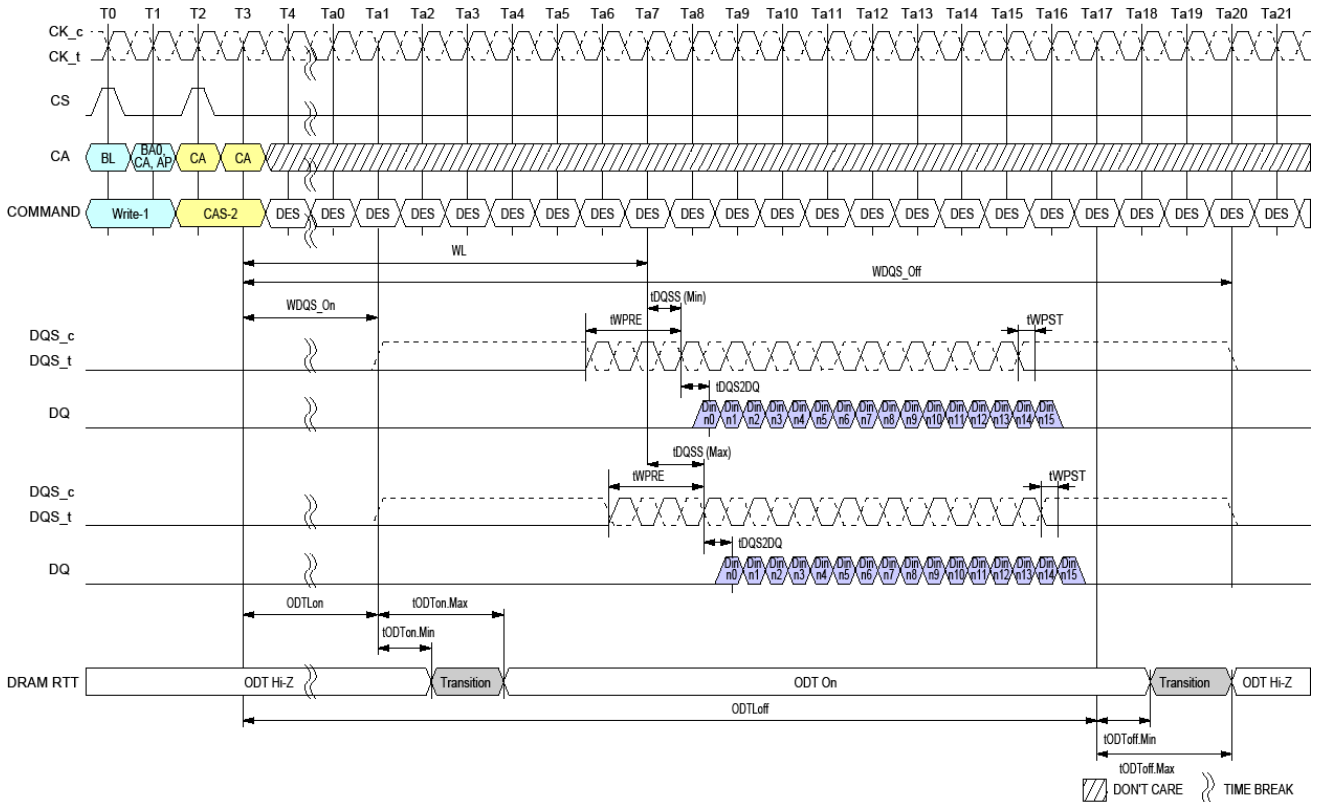 T0 T1 T2 T3 T4 Ta0 Ta1 Ta2 Ta3 Ta4 Ta5 Ta6 Ta7 Ta8 Ta9 Ta10 Ta11 Ta12 Ta13 Ta14 Ta15 Ta16 Ta17 Ta18 Ta19 Ta20 Ta21
CK_c
CK_t
CS
CA BL BA0, CA, AP CA CA
COMMAND Write-1 CAS-2 DES DES DES DES DES DES DES DES DES DES DES DES DES DES DES DES DES DES DES DES DES DES DES
WL
WDQS_Off
WDQS_On
tDQSS (Min)
tWPRE
tWPST
DQS_c
DQS_t
tDQS2DQ
DQ
Din n0 Din n1 Din n2 Din n3 Din n4 Din n5 Din n6 Din n7 Din n8 Din n9 Din n10 Din n11 Din n12 Din n13 Din n14 Din n15
tDQSS (Max)
tWPRE
tWPST
DQS_c
DQS_t
tDQS2DQ
DQ
Din n0 Din n1 Din n2 Din n3 Din n4 Din n5 Din n6 Din n7 Din n8 Din n9 Din n10 Din n11 Din n12 Din n13 Din n14 Din n15
ODTLon
tODTon.Max
tODTon.Min
DRAM RTT ODT Hi-Z Transition ODT On Transition ODT Hi-Z
ODTLoff
tODToff.Min
tODToff.Max
DON'T CARE
TIME BREAK